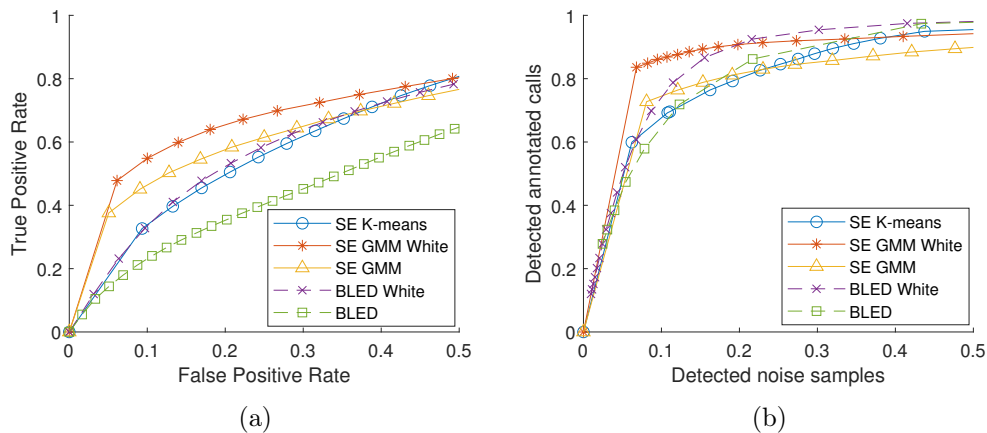 1
0.8
0.6
0.4
0.2
0
True Positive Rate
0 0.1 0.2 0.3 0.4 0.5
False Positive Rate
SE K-means
SE GMM White
SE GMM
BLED White
BLED
(a)
1
0.8
0.6
0.4
0.2
0
Detected annotated calls
0 0.1 0.2 0.3 0.4 0.5
Detected noise samples
SE K-means
SE GMM White
SE GMM
BLED White
BLED
(b)